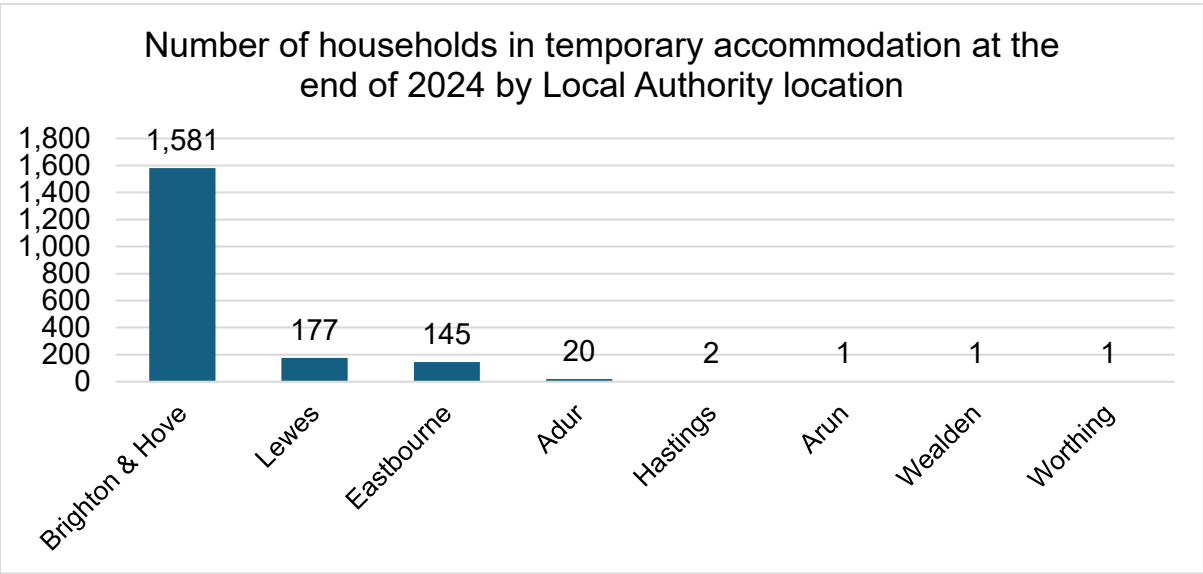 Number of households in temporary accommodation at the
end of 2024 by Local Authority location
1,800
1,600
1,400
1,200
1,000
800
600
400
200
0
1,581
177
145
20
2
1
1
1
Brighton & Hove
Lewes
Eastbourne
Adur
Hastings
Arun
Wealden
Worthing